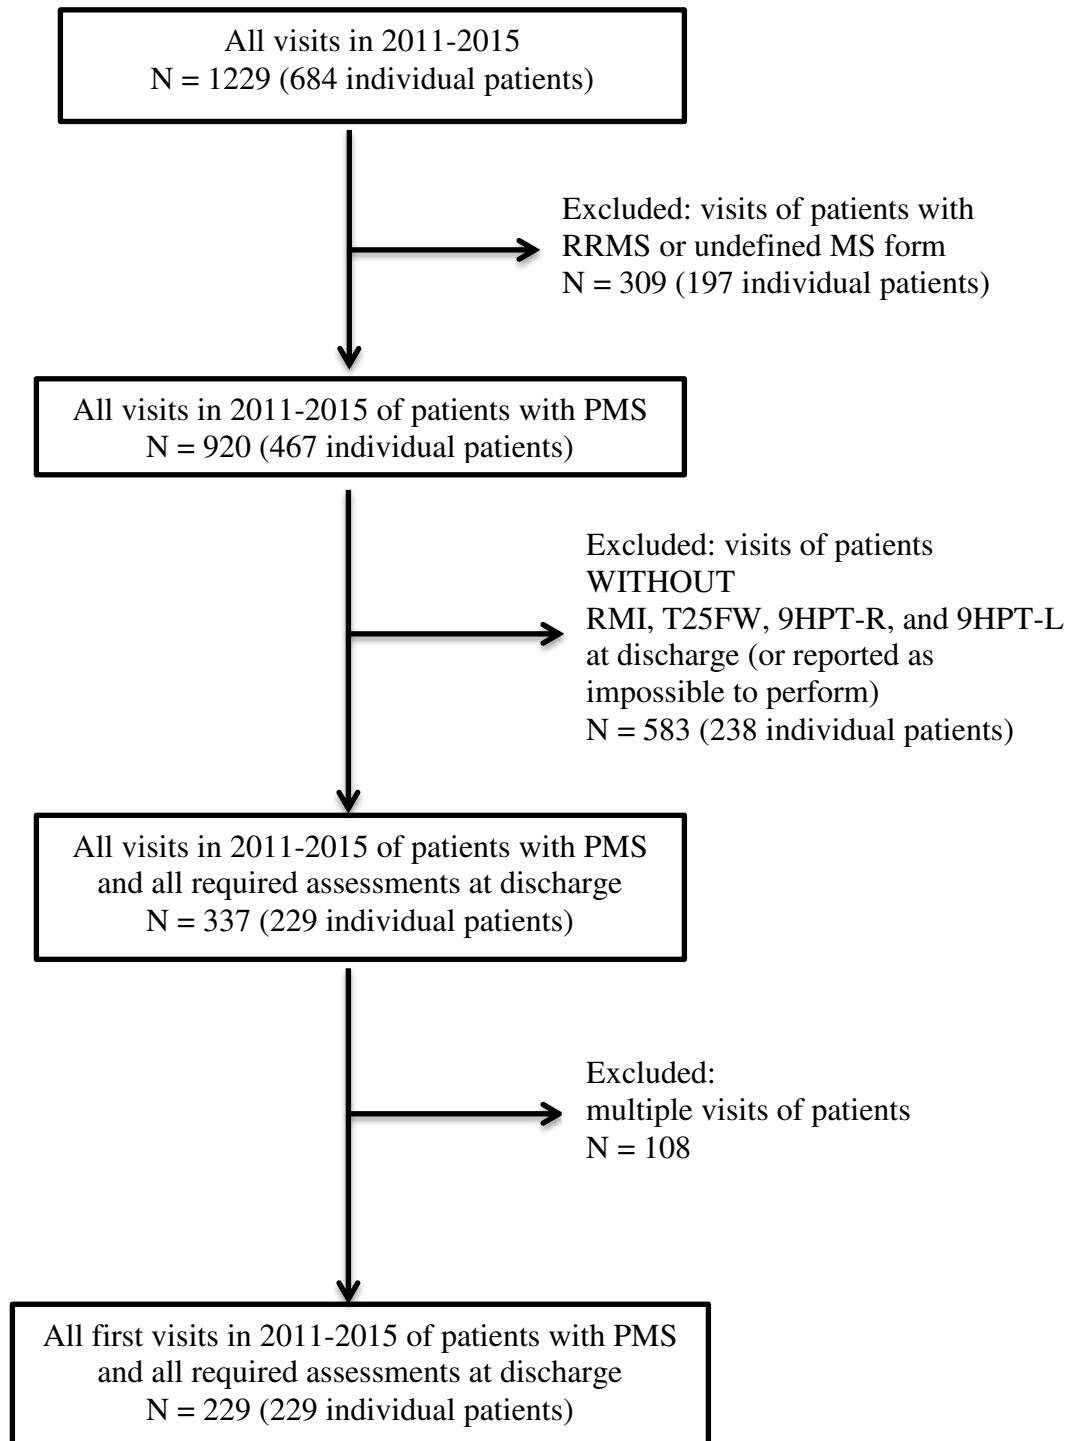 All visits in 2011-2015
N = 1229 (684 individual patients)
Excluded: visits of patients with
RRMS or undefined MS form
N = 309 (197 individual patients)
All visits in 2011-2015 of patients with PMS
N = 920 (467 individual patients)
Excluded: visits of patients
WITHOUT
RMI, T25FW, 9HPT-R, and 9HPT-L
at discharge (or reported as
impossible to perform)
N = 583 (238 individual patients)
All visits in 2011-2015 of patients with PMS
and all required assessments at discharge
N = 337 (229 individual patients)
Excluded:
multiple visits of patients
N = 108
All first visits in 2011-2015 of patients with PMS
and all required assessments at discharge
N = 229 (229 individual patients)